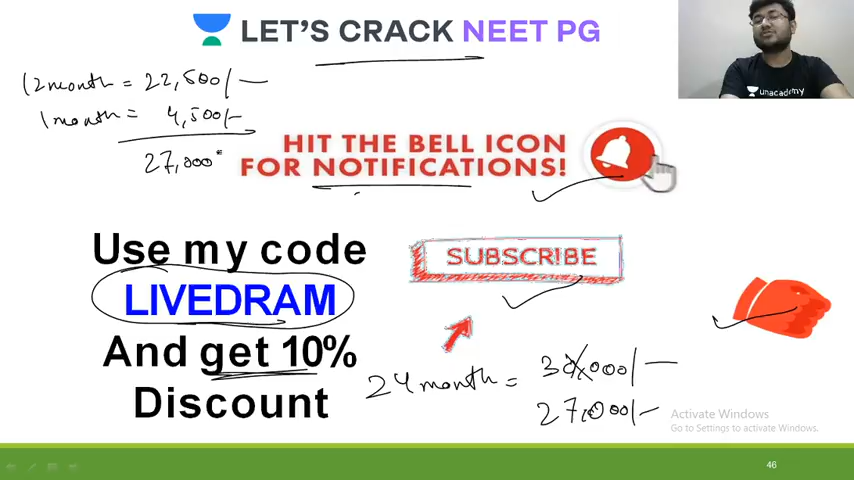 LET'S CRACK NEET PG
12 month = 22,500/-
1 month = 4,500/-
27,000*
HIT THE BELL ICON
FOR NOTIFICATIONS!
unacademy
Use my code
LIVEDRAM
And get 10%
Discount
SUBSCRIBE
24 month = 30,000/-
27,000/-
Activate Windows
Go to Settings to activate Windows.
46